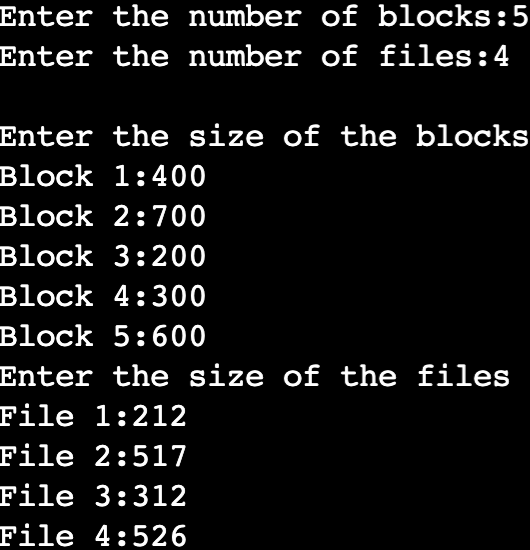 Enter the number of blocks:5
Enter the number of files:4
Enter the size of the blocks
Block 1:400
Block 2:700
Block 3:200
Block 4:300
Block 5:600
Enter the size of the files
File 1:212
File 2:517
File 3:312
File 4:526